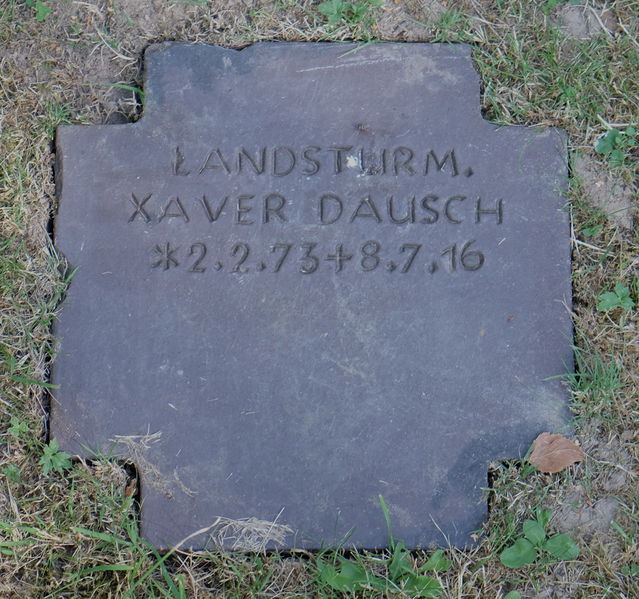 LANDSTURM.
XAVER DAUSCH
*2.2.73+8.7.16